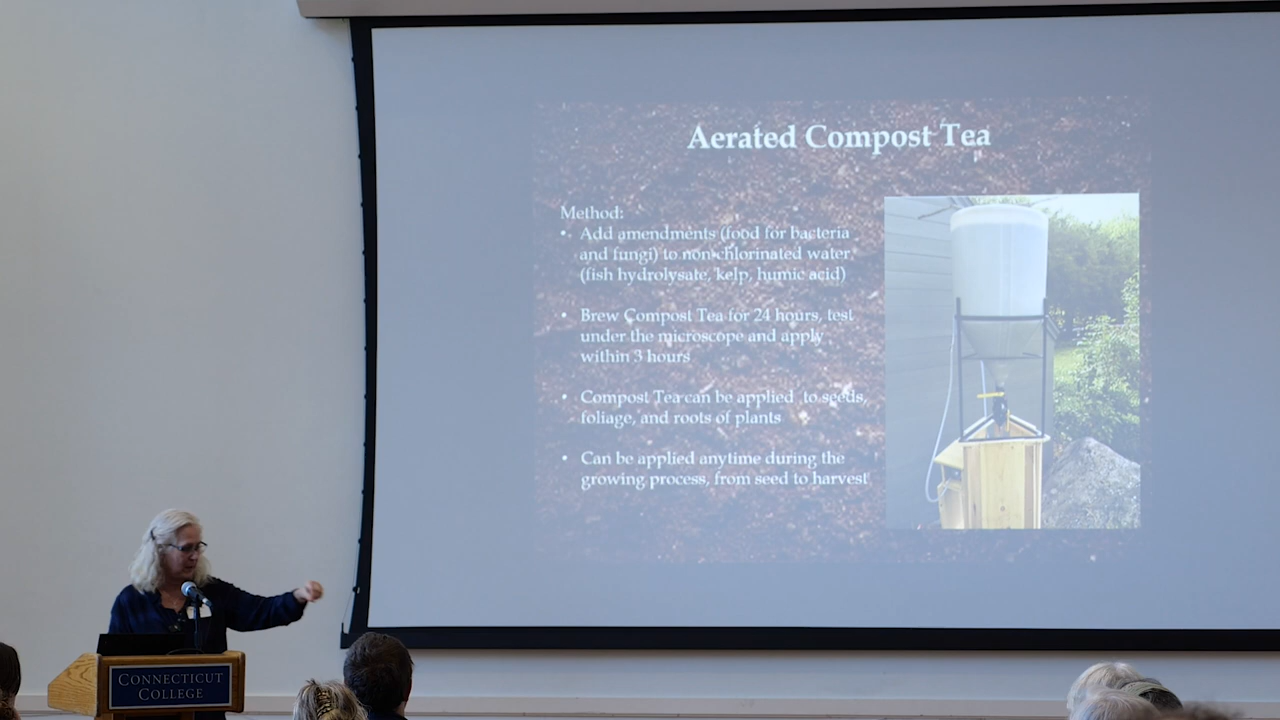 Aerated Compost Tea
Method:
• Add amendments (food for bacteria
and fungi) to non-chlorinated water
(fish hydrolysate, kelp, humic acid)
• Brew Compost Tea for 24 hours, test
under the microscope and apply
within 3 hours
• Compost Tea can be applied to seeds,
foliage, and roots of plants
• Can be applied anytime during the
growing process, from seed to harvest
CONNECTICUT
COLLEGE